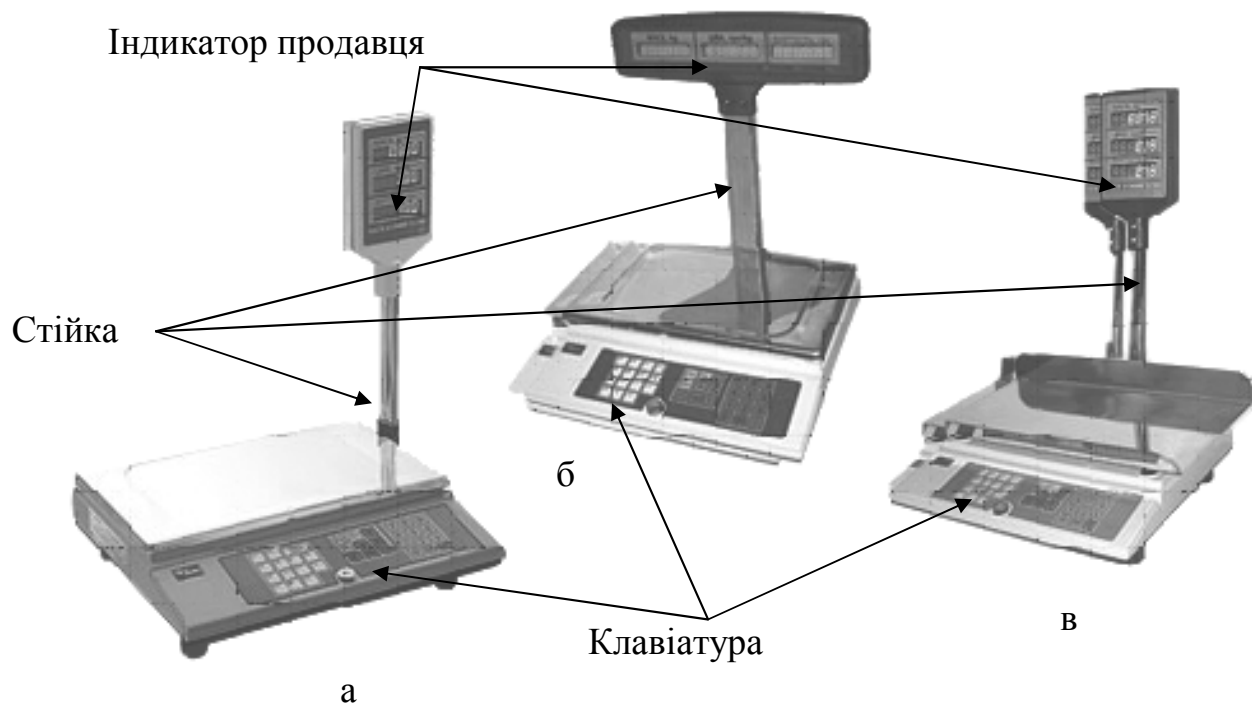 Індикатор продавця
Стійка
б
Клавіатура
в
а